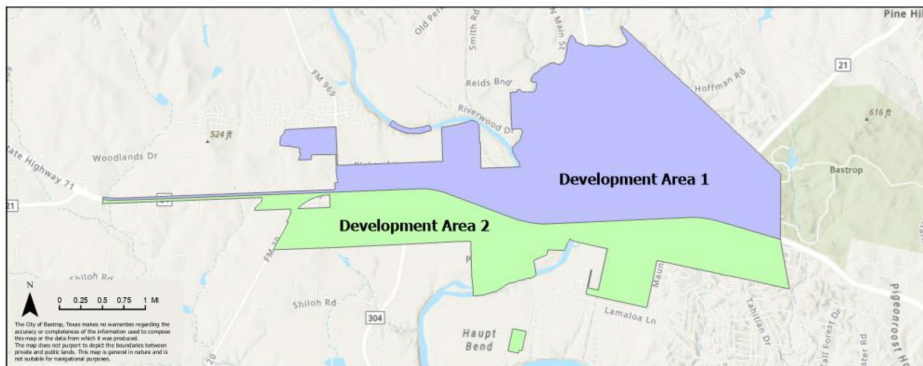 Pine Hil
Old Per
Smith Rd
N Main St
FM 969
21
Reids Bnd
Hoffman Rd
Riverwood D
524 ft
616 ft
Woodlands Dr
Bastrop
tate Highway 71
Development Area 1
21
Development Area 2
FM 20
Shiloh Rd
Shiloh Rd
304
Lamaloa Ln
Tahitian Dr
Haupt
Bend
Pigeonroost Ho
N
0 0.25 0.5 0.75 1 MI
The City of Bastrop, Texas makes no warranties regarding the
accuracy or completeness of the information used to compose
this map or the data from which it was produced.
The map does not purport to depict the boundaries between
private and public lands. This map is general in nature and is
not suitable for navigational purposes.